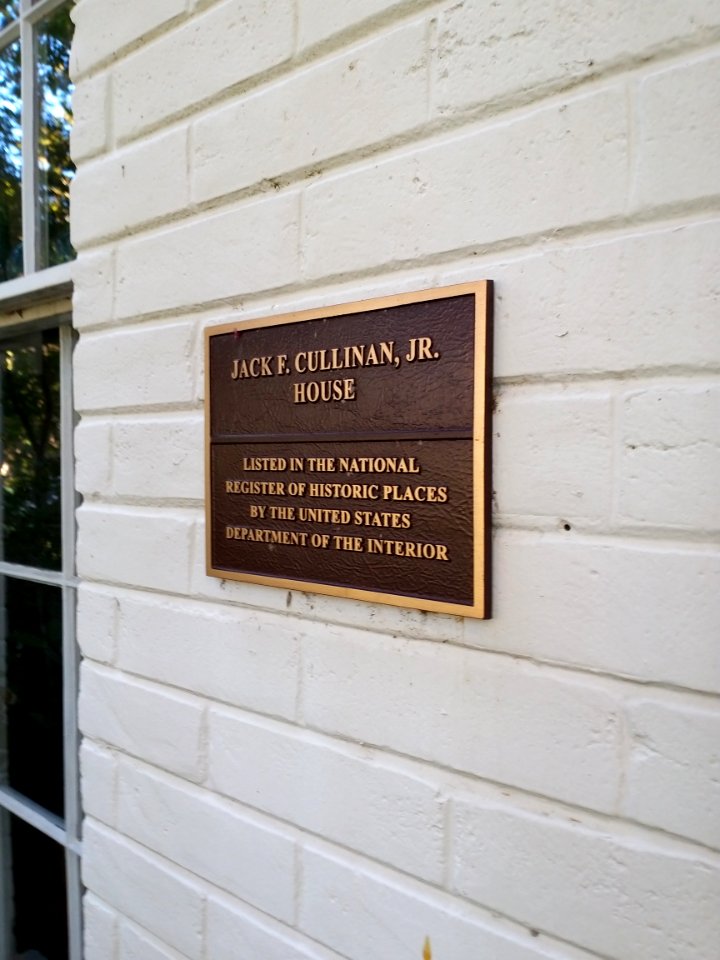 JACK F. CULLINAN, JR.
HOUSE
LISTED IN THE NATIONAL
REGISTER OF HISTORIC PLACES
BY THE UNITED STATES
DEPARTMENT OF THE INTERIOR